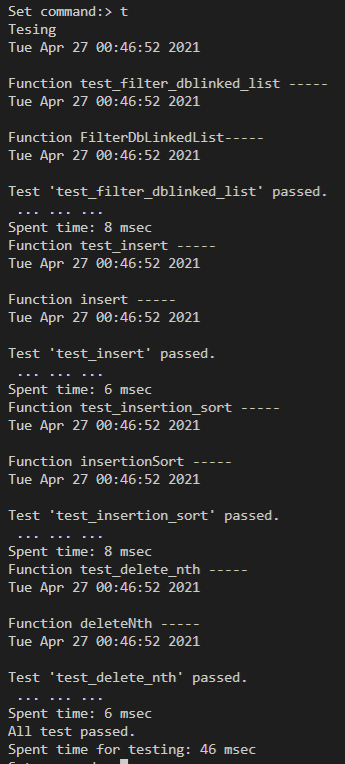 Set command:> t
Tesing
Tue Apr 27 00:46:52 2021
Function test_filter_dblinked_list -----
Tue Apr 27 00:46:52 2021
Function FilterDbLinkedList-----
Tue Apr 27 00:46:52 2021
Test 'test_filter_dblinked_list' passed.
... ... ...
Spent time: 8 msec
Function test_insert -----
Tue Apr 27 00:46:52 2021
Function insert -----
Tue Apr 27 00:46:52 2021
Test 'test_insert' passed.
... ... ...
Spent time: 6 msec
Function test_insertion_sort -----
Tue Apr 27 00:46:52 2021
Function insertionSort -----
Tue Apr 27 00:46:52 2021
Test 'test_insertion_sort' passed.
... ... ...
Spent time: 8 msec
Function test_delete_nth -----
Tue Apr 27 00:46:52 2021
Function deleteNth -----
Tue Apr 27 00:46:52 2021
Test 'test_delete_nth' passed.
... ... ...
Spent time: 6 msec
All test passed.
Spent time for testing: 46 msec